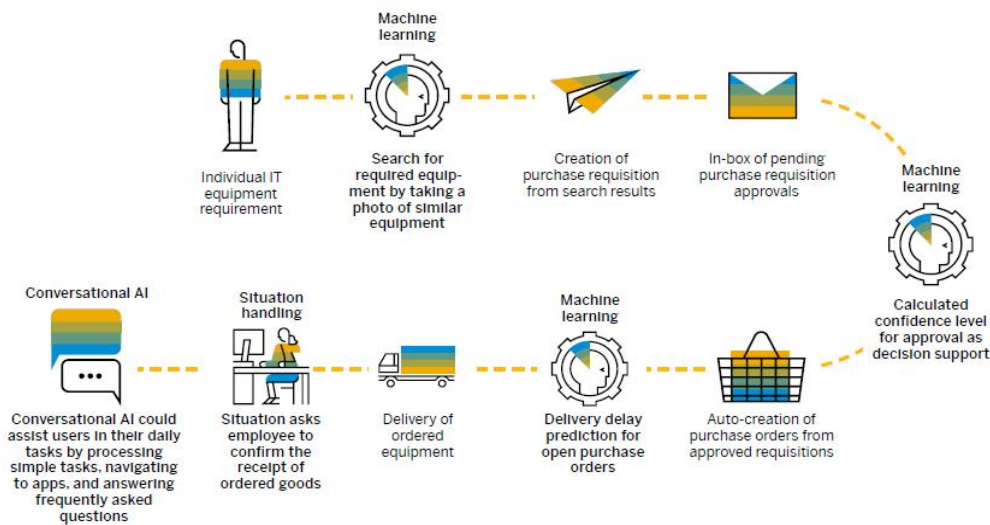 Machine
learning
Individual IT
equipment
requirement
Search for
required equip-
ment by taking a
photo of similar
equipment
Creation of
purchase requisition
from search results
In-box of pending
purchase requisition
approvals
Machine
learning
Calculated
confidence level
for approval as
decision support
Conversational AI
Conversational AI could
assist users in their daily
tasks by processing
simple tasks, navigating
to apps, and answering
frequently asked
questions
Situation
handling
Situation asks
employee to
confirm the
receipt of
ordered goods
Delivery of
ordered
equipment
Machine
learning
Delivery delay
prediction for
open purchase
orders
Auto-creation of
purchase orders from
approved requisitions